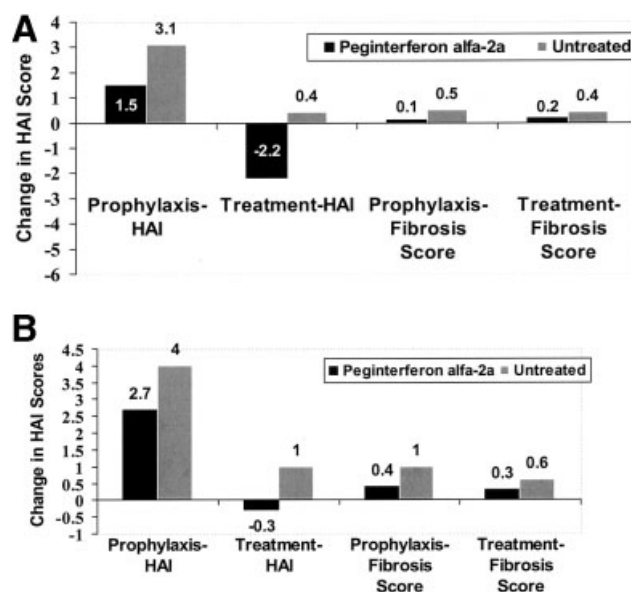 A
Change in HAI Score
4
3
2
1
0
-1
-2
-3
-4
-5
-6
Peginterferon alfa-2a Untreated
1.5
3.1
-2.2
0.4
0.1
0.5
0.2
0.4
Prophylaxis-
HAI
Treatment-HAI
Prophylaxis-
Fibrosis
Score
Treatment-
Fibrosis
Score
B
Change in HAI Scores
4.5
4
3.5
3
2.5
2
1.5
1
0.5
0
-0.5
-1
Peginterferon alfa-2a Untreated
2.7
4
-0.3
1
0.4
1
0.3
0.6
Prophylaxis-
HAI
Treatment-
HAI
Prophylaxis-
Fibrosis
Score
Treatment-
Fibrosis
Score